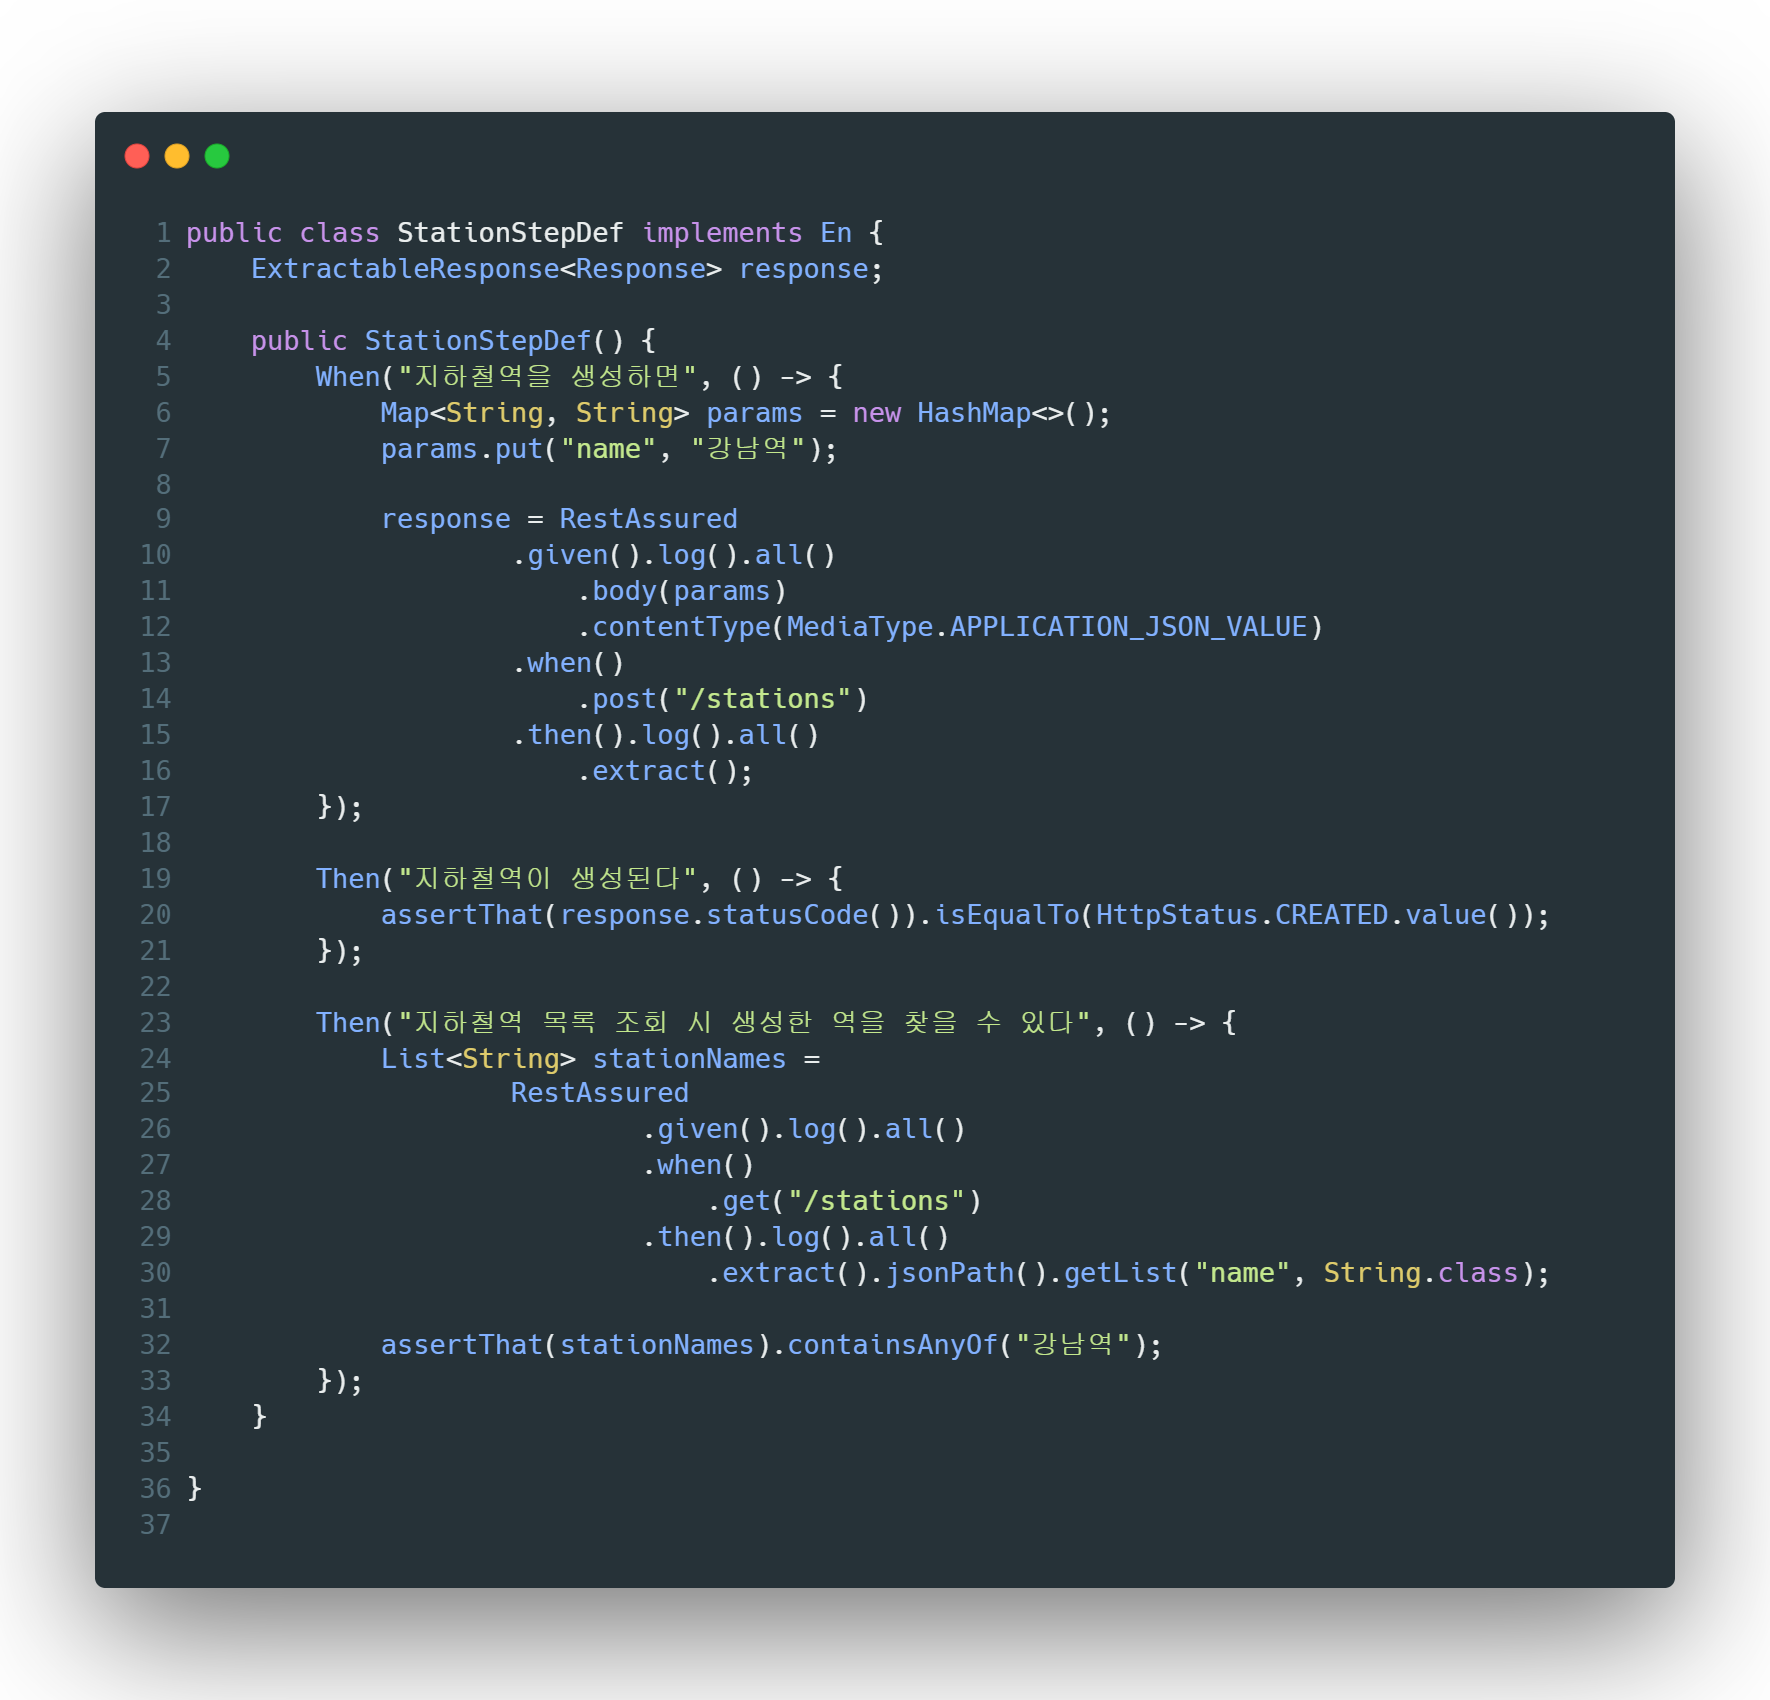 1 public class StationStepDef implements En {
2     ExtractableResponse<Response> response;
3
4     public StationStepDef() {
5         When("지하철역을 생성하면", () -> {
6             Map<String, String> params = new HashMap<>();
7             params.put("name", "강남역");
8
9             response = RestAssured
10                     .given().log().all()
11                         .body(params)
12                         .contentType(MediaType.APPLICATION_JSON_VALUE)
13                     .when()
14                         .post("/stations")
15                     .then().log().all()
16                         .extract();
17         });
18
19         Then("지하철역이 생성된다", () -> {
20             assertThat(response.statusCode()).isEqualTo(HttpStatus.CREATED.value());
21         });
22
23         Then("지하철역 목록 조회 시 생성한 역을 찾을 수 있다", () -> {
24             List<String> stationNames =
25                     RestAssured
26                             .given().log().all()
27                             .when()
28                                 .get("/stations")
29                             .then().log().all()
30                                 .extract().jsonPath().getList("name", String.class);
31
32             assertThat(stationNames).containsAnyOf("강남역");
33         });
34     }
35
36 }
37